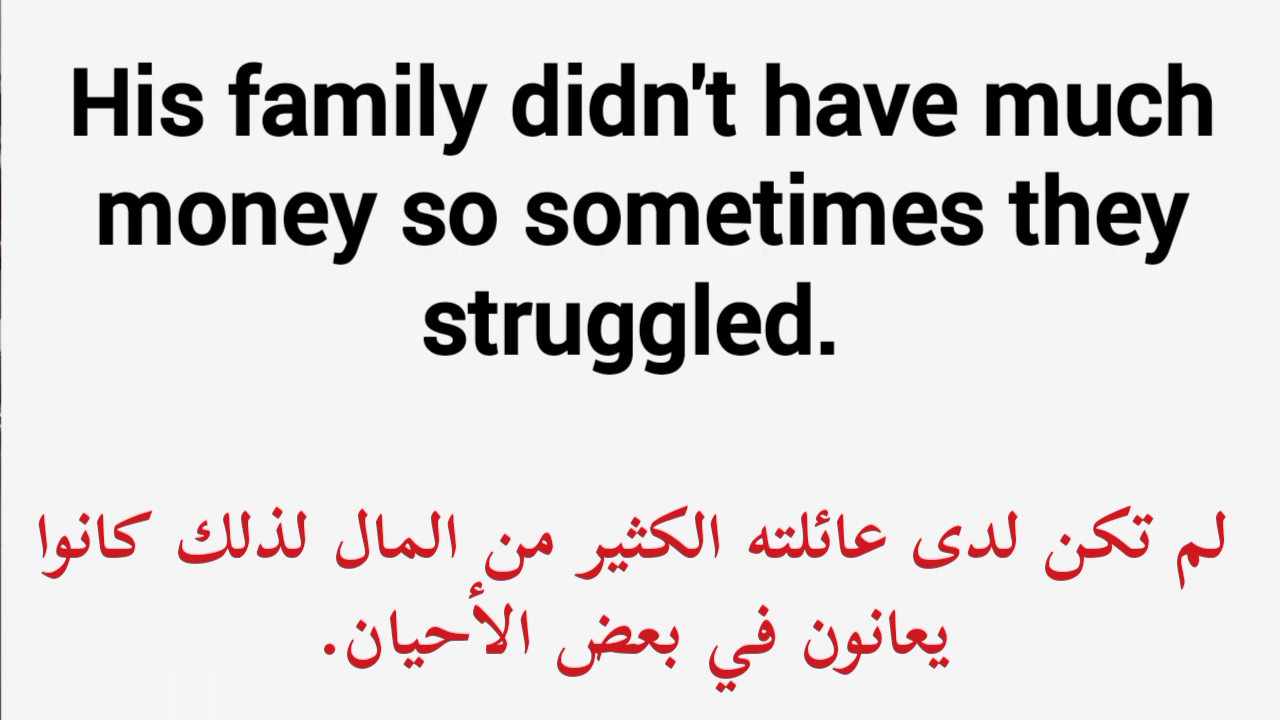 His family didn't have much
money so sometimes they
struggled.
لم تكن لدى عائلته الكثير من المال لذلك كانوا
يعانون في بعض الأحيان.